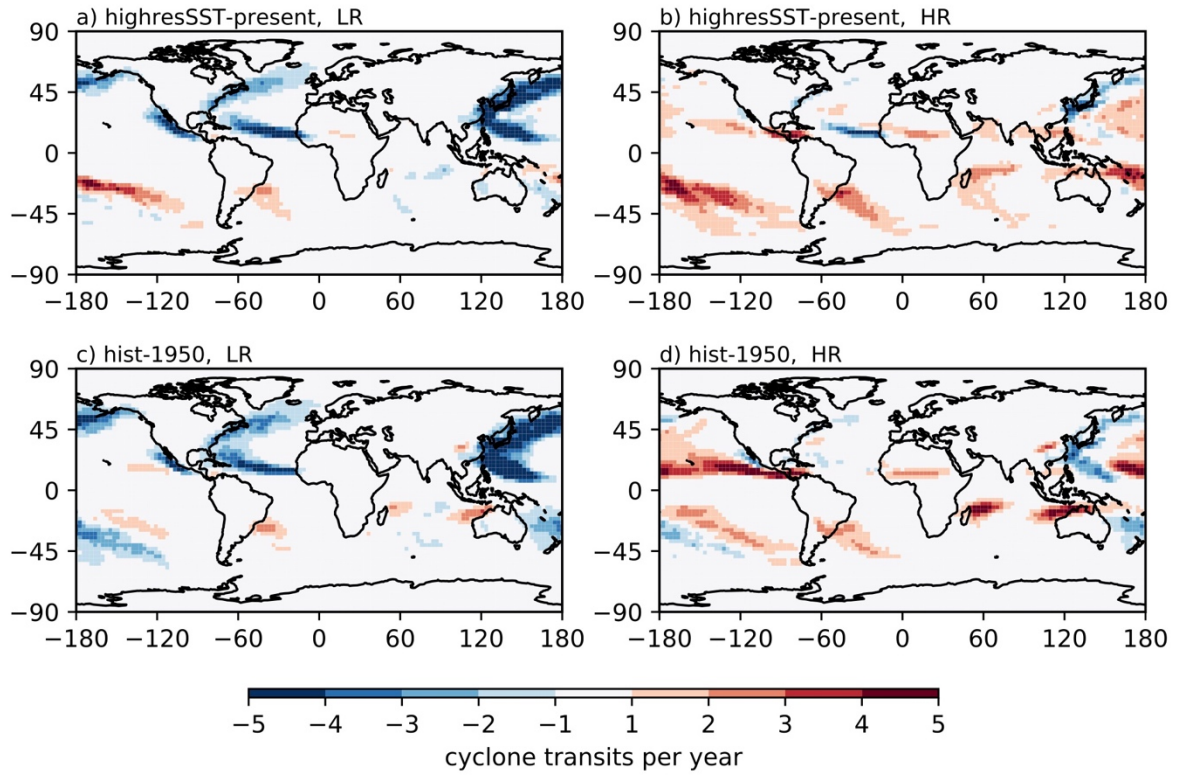 a) highresSST-present, LR
b) highresSST-present, HR
90
45
0
−45
−90
−180 −120 −60 0 60 120 180
90
45
0
−45
−90
−180 −120 −60 0 60 120 180
c) hist-1950, LR
d) hist-1950, HR
90
45
0
−45
−90
−180 −120 −60 0 60 120 180
90
45
0
−45
−90
−180 −120 −60 0 60 120 180
−5 −4 −3 −2 −1 1 2 3 4 5
cyclone transits per year